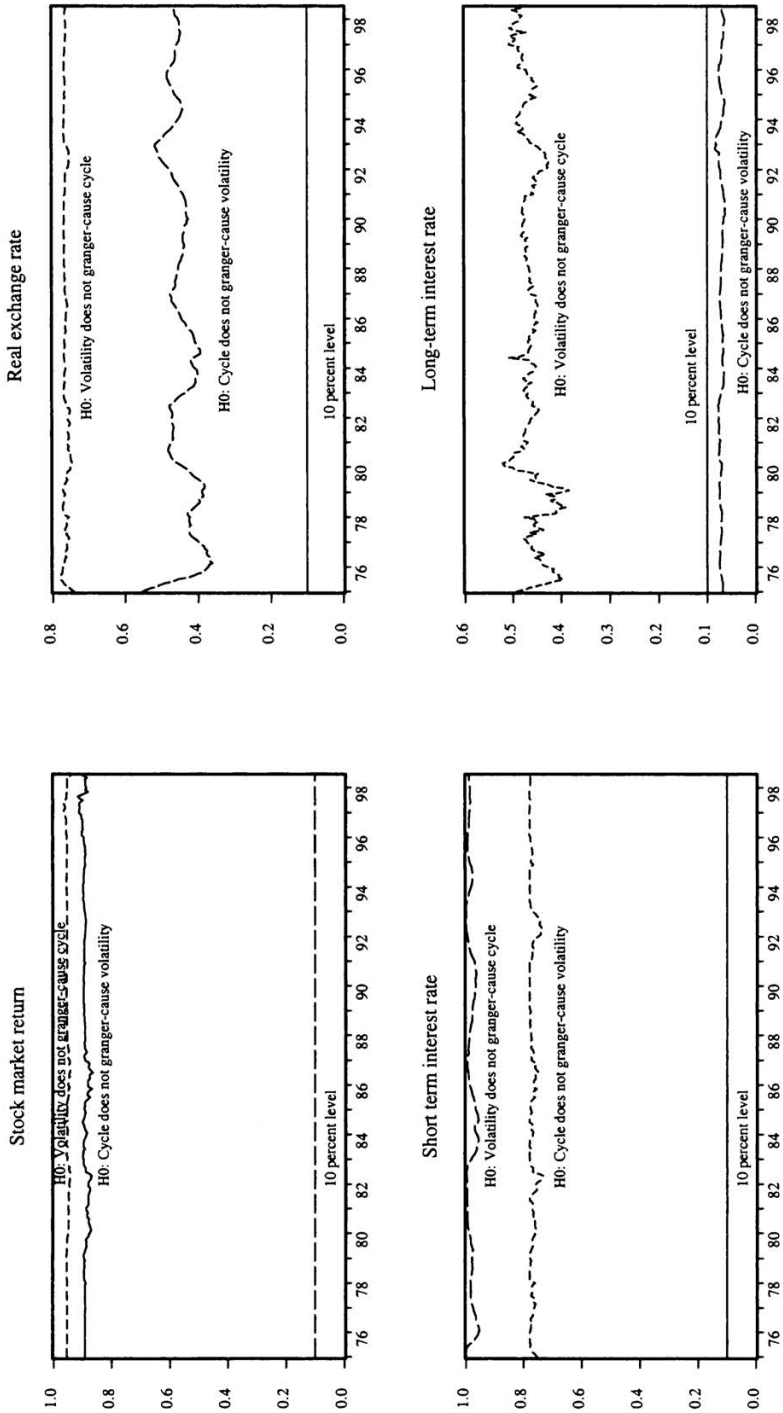 Stock market return
1.0
0.8
0.6
0.4
0.2
0.0
H0: Volatility does not granger-cause cycle
H0: Cycle does not granger-cause volatility
10 percent level
76 78 80 82 84 86 88 90 92 94 96 98
Real exchange rate
0.8
0.6
0.4
0.2
0.0
H0: Volatility does not granger-cause cycle
H0: Cycle does not granger-cause volatility
10 percent level
76 78 80 82 84 86 88 90 92 94 96 98
Short term interest rate
1.0
0.8
0.6
0.4
0.2
0.0
H0: Volatility does not granger-cause cycle
H0: Cycle does not granger-cause volatility
10 percent level
76 78 80 82 84 86 88 90 92 94 96 98
Long-term interest rate
0.6
0.5
0.4
0.3
0.2
0.1
0.0
H0: Volatility does not granger-cause cycle
10 percent level
H0: Cycle does not granger-cause volatility
76 78 80 82 84 86 88 90 92 94 96 98